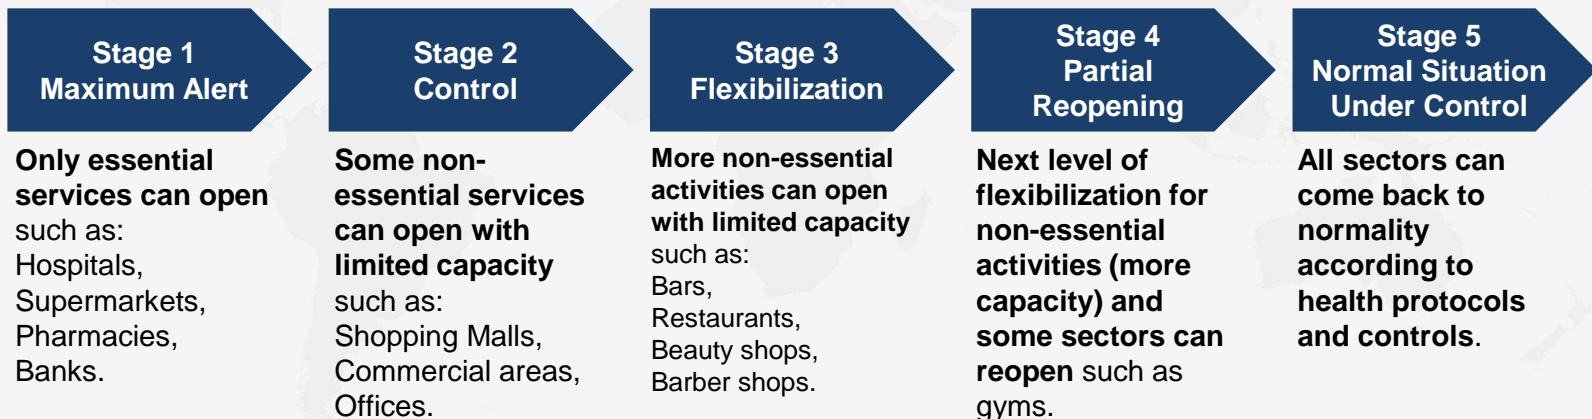 Stage 1
Maximum Alert
Only essential
services can open
such as:
Hospitals,
Supermarkets,
Pharmacies,
Banks.
Stage 2
Control
Some non-
essential services
can open with
limited capacity
such as:
Shopping Malls,
Commercial areas,
Offices.
Stage 3
Flexibilization
More non-essential
activities can open
with limited capacity
such as:
Bars,
Restaurants,
Beauty shops,
Barber shops.
Stage 4
Partial
Reopening
Next level of
flexibilization for
non-essential
activities (more
capacity) and
some sectors can
reopen such as
gyms.
Stage 5
Normal Situation
Under Control
All sectors can
come back to
normality
according to
health protocols
and controls.